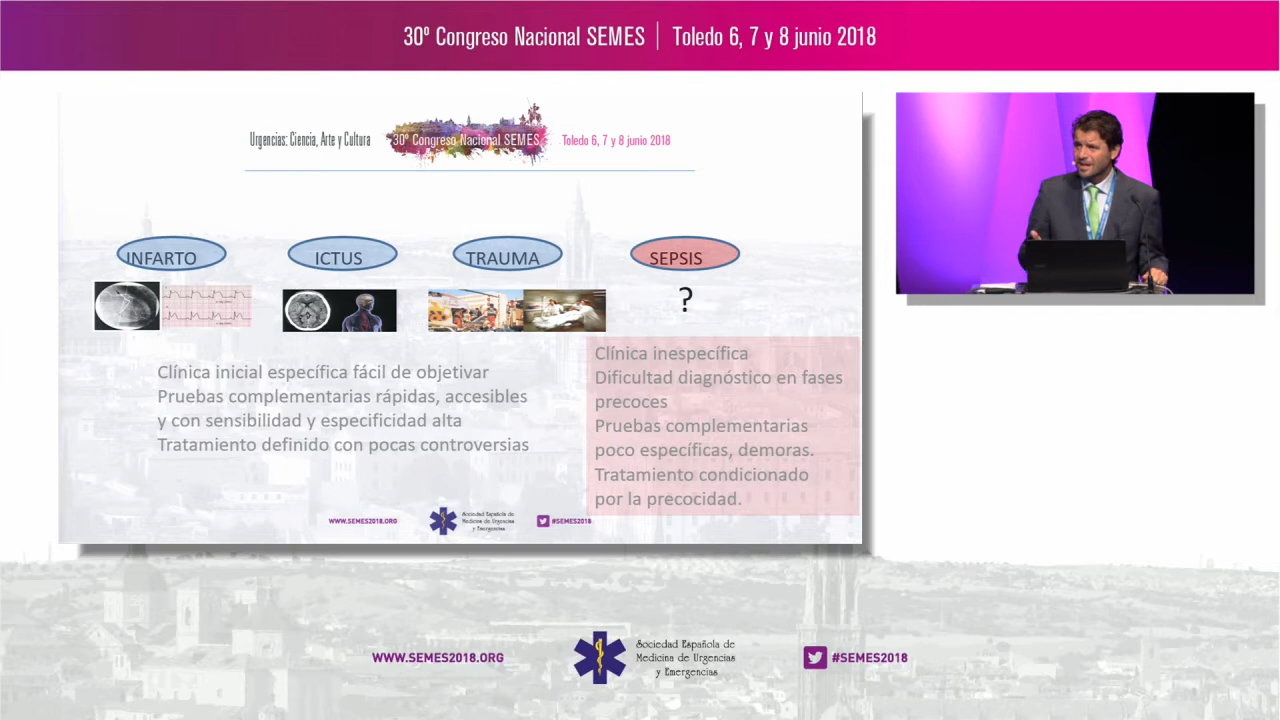 30º Congreso Nacional SEMES | Toledo 6, 7 y 8 junio 2018
Urgencias: Ciencia, Arte y Cultura
30º Congreso Nacional SEMES
Toledo 6, 7 y 8 junio 2018
INFARTO
ICTUS
TRAUMA
SEPSIS
?
Clínica inicial específica fácil de objetivar
Pruebas complementarias rápidas, accesibles
y con sensibilidad y especificidad alta
Tratamiento definido con pocas controversias
Clínica inespecífica
Dificultad diagnóstico en fases
precoces
Pruebas complementarias
poco específicas, demoras.
Tratamiento condicionado
por la precocidad.
WWW.SEMES2018.ORG
Sociedad Española de
Medicina de Urgencias
y Emergencias
#SEMES2018
WWW.SEMES2018.ORG
Sociedad Española de
Medicina de Urgencias
y Emergencias
#SEMES2018